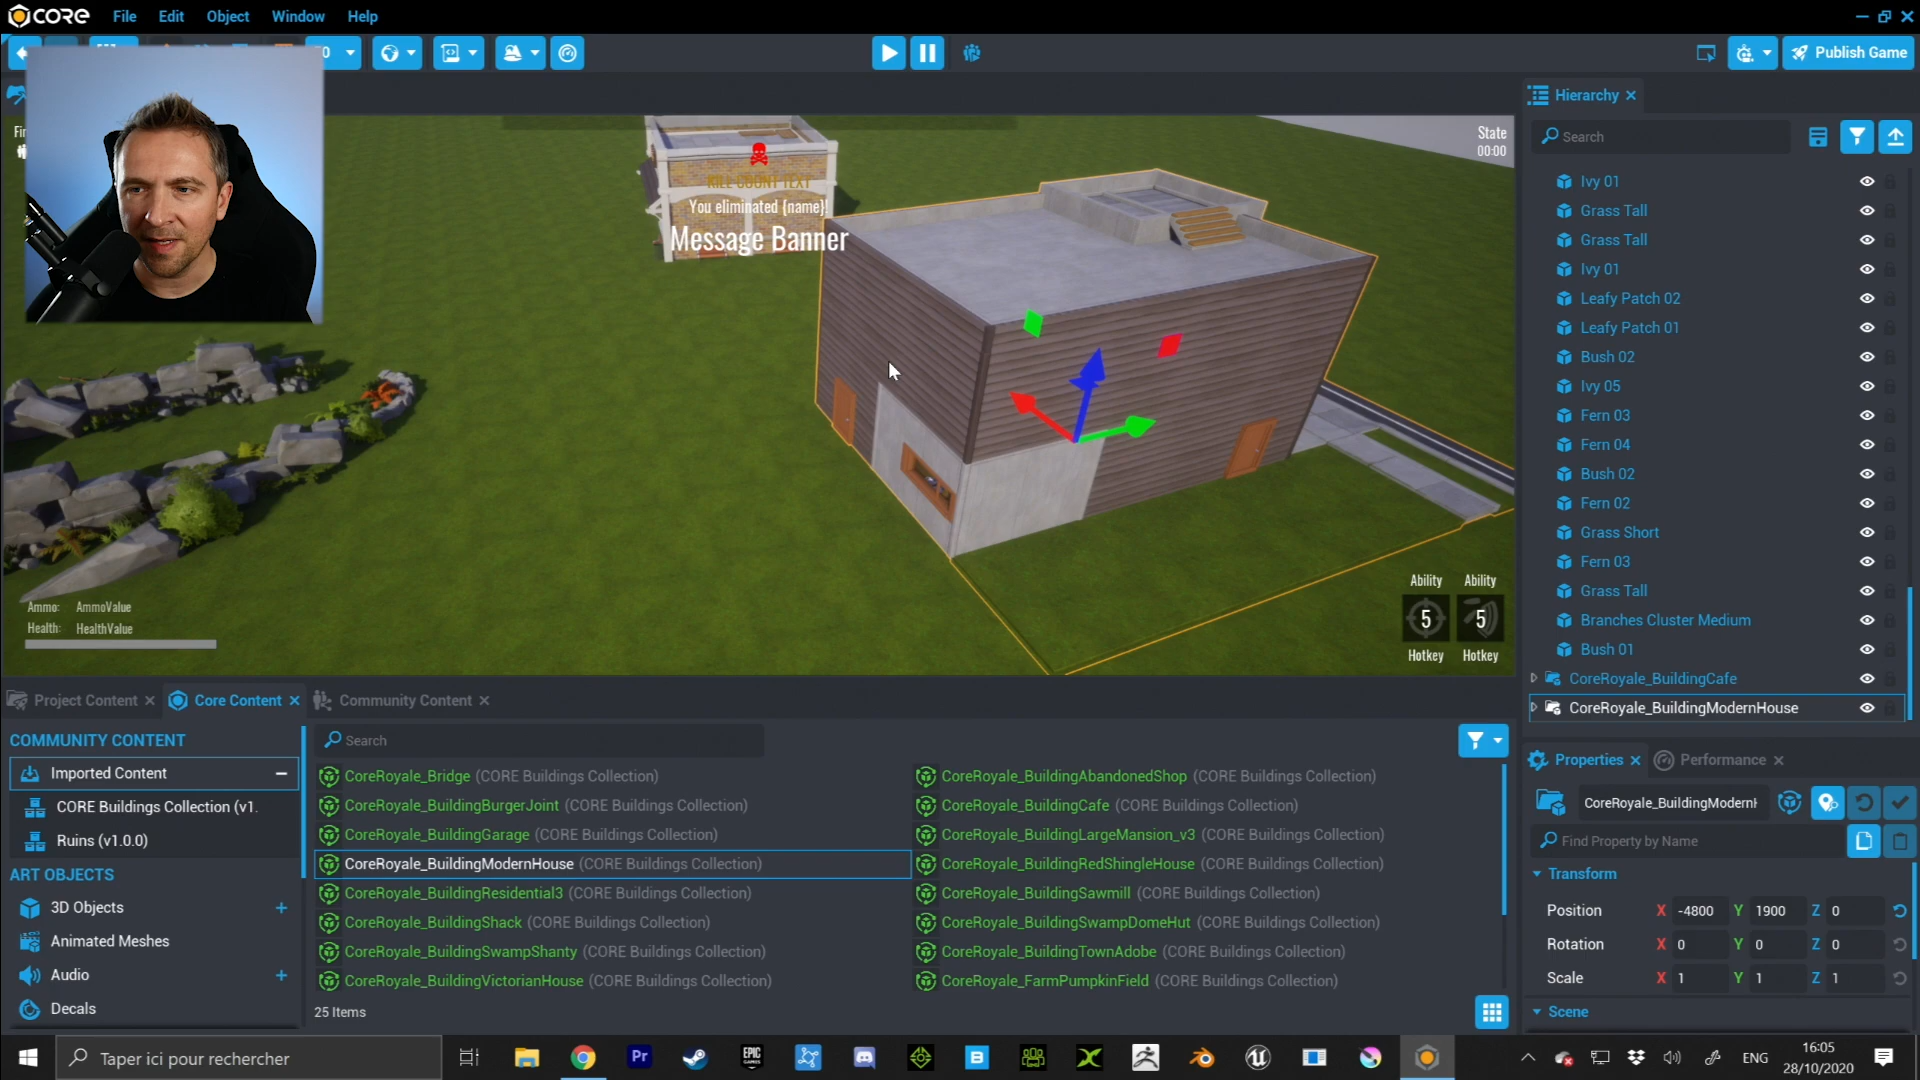 CORE File Edit Object Window Help
Publish Game
Hierarchy
Search
State
00:00
KILL COUNT TEXT
You eliminated {name}!
Message Banner
Ammo: AmmoValue
Health: HealthValue
Ability Ability
5 5
Hotkey Hotkey
Ivy 01
Grass Tall
Grass Tall
Ivy 01
Leafy Patch 02
Leafy Patch 01
Bush 02
Ivy 05
Fern 03
Fern 04
Bush 02
Fern 02
Grass Short
Fern 03
Grass Tall
Branches Cluster Medium
Bush 01
CoreRoyale_BuildingCafe
CoreRoyale_BuildingModernHouse
Project Content Core Content Community Content
COMMUNITY CONTENT
Imported Content
CORE Buildings Collection (v1.
Ruins (v1.0.0)
ART OBJECTS
3D Objects
Animated Meshes
Audio
Decals
Search
CoreRoyale_Bridge (CORE Buildings Collection) CoreRoyale_BuildingAbandonedShop (CORE Buildings Collection)
CoreRoyale_BuildingBurgerJoint (CORE Buildings Collection) CoreRoyale_BuildingCafe (CORE Buildings Collection)
CoreRoyale_BuildingGarage (CORE Buildings Collection) CoreRoyale_BuildingLargeMansion_v3 (CORE Buildings Collection)
CoreRoyale_BuildingModernHouse (CORE Buildings Collection) CoreRoyale_BuildingRedShingleHouse (CORE Buildings Collection)
CoreRoyale_BuildingResidential3 (CORE Buildings Collection) CoreRoyale_BuildingSawmill (CORE Buildings Collection)
CoreRoyale_BuildingShack (CORE Buildings Collection) CoreRoyale_BuildingSwampDomeHut (CORE Buildings Collection)
CoreRoyale_BuildingSwampShanty (CORE Buildings Collection) CoreRoyale_BuildingTownAdobe (CORE Buildings Collection)
CoreRoyale_BuildingVictorianHouse (CORE Buildings Collection) CoreRoyale_FarmPumpkinField (CORE Buildings Collection)
25 Items
Properties Performance
CoreRoyale_BuildingModernH
Find Property by Name
Transform
Position X -4800 Y 1900 Z 0
Rotation X 0 Y 0 Z 0
Scale X 1 Y 1 Z 1
Scene
Taper ici pour rechercher
Pr
EPIC GAMES
B
ENG
16:05
28/10/2020